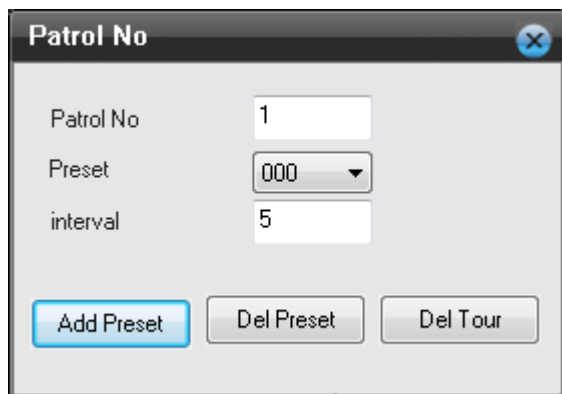 Patrol No
Patrol No 1
Preset 000
interval 5
Add Preset Del Preset Del Tour